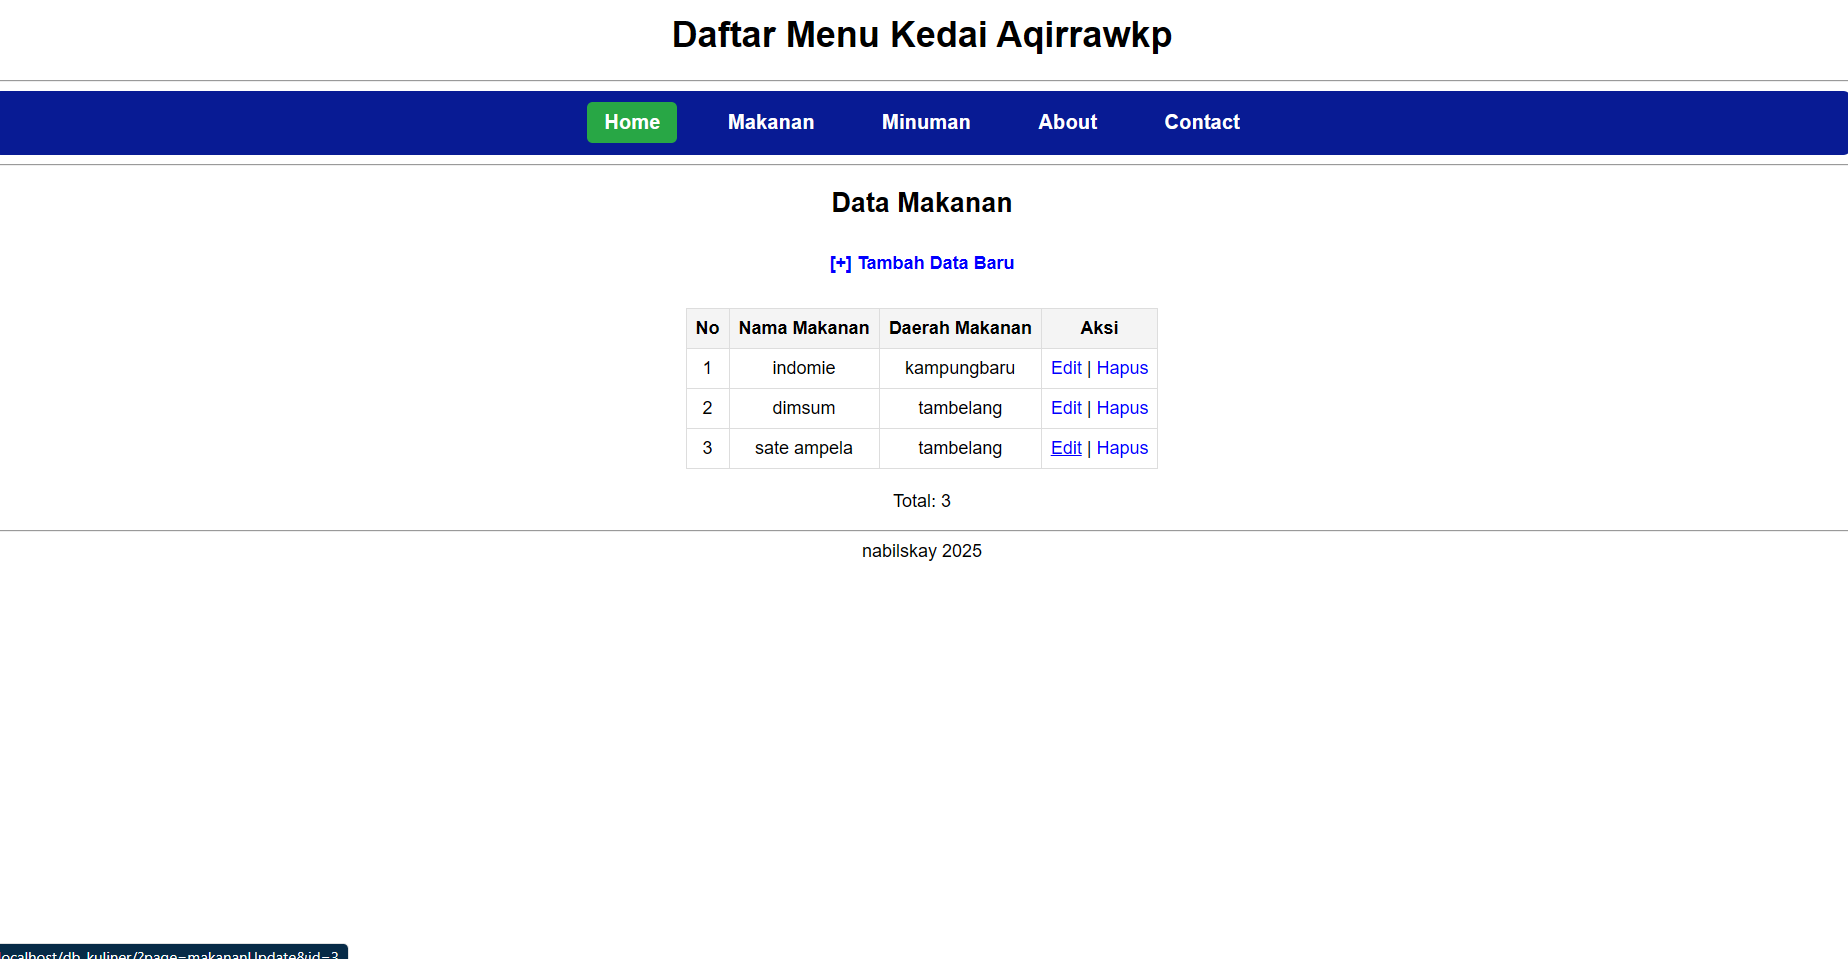 Daftar Menu Kedai Aqirrawkp
Home Makanan Minuman About Contact
Data Makanan
[+] Tambah Data Baru
No Nama Makanan Daerah Makanan Aksi
1 indomie kampungbaru Edit | Hapus
2 dimsum tambelang Edit | Hapus
3 sate ampela tambelang Edit | Hapus
Total: 3
nabilskay 2025
ocalhost/db_kuliner/?page=makananUpdate&id=3